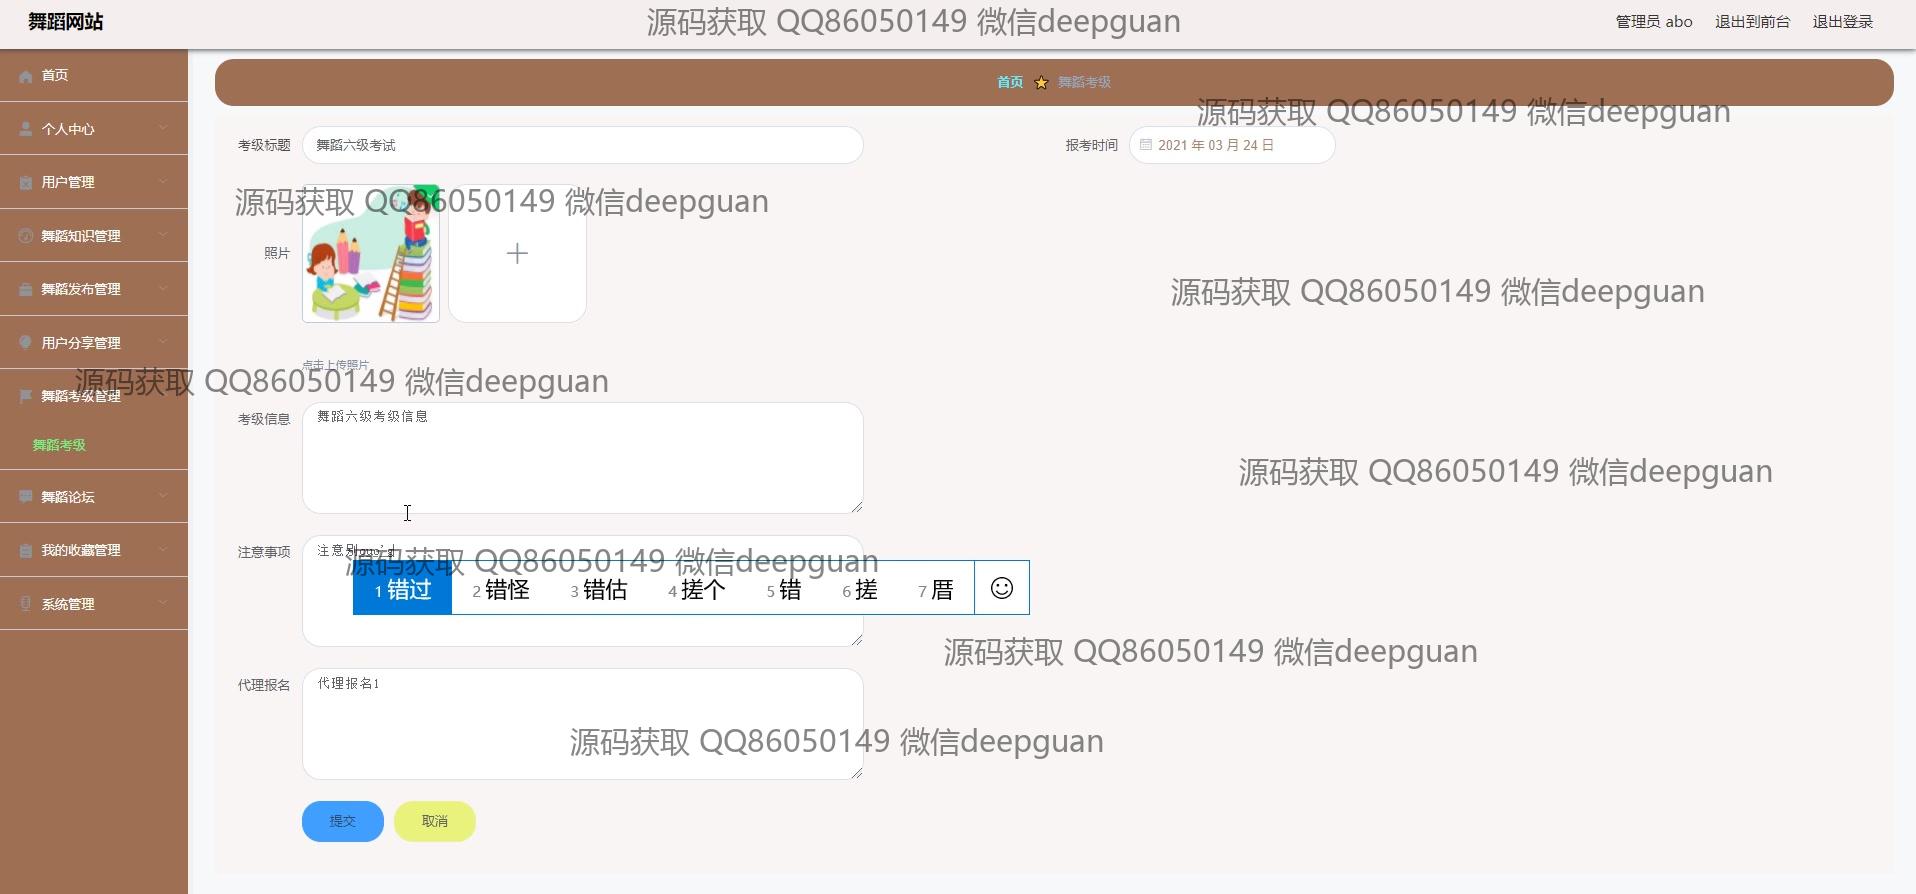 舞蹈网站
源码获取 QQ86050149 微信deepguan
管理员 abo 退出到前台 退出登录
首页
个人中心
用户管理
舞蹈知识管理
舞蹈发布管理
用户分享管理
舞蹈考级管理
舞蹈考级
舞蹈论坛
我的收藏管理
系统管理
首页 舞蹈考级
源码获取 QQ86050149 微信deepguan
考级标题 舞蹈六级考试
报考时间 2021 年 03 月 24 日
源码获取 QQ86050149 微信deepguan
照片
源码获取 QQ86050149 微信deepguan
点击上传照片
源码获取 QQ86050149 微信deepguan
考级信息 舞蹈六级考级信息
源码获取 QQ86050149 微信deepguan
注意事项 注意别
源码获取 QQ86050149 微信deepguan
1 错过 2 错怪 3 错估 4 搓个 5 错 6 搓 7 厝
源码获取 QQ86050149 微信deepguan
代理报名 代理报名1
源码获取 QQ86050149 微信deepguan
提交 取消